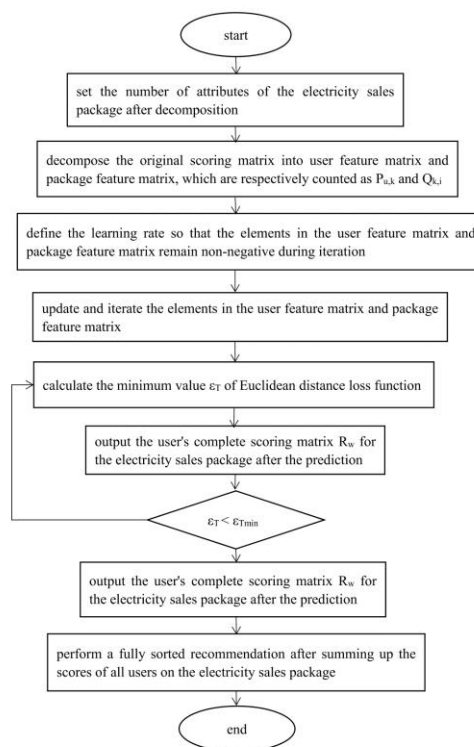 start
set the number of attributes of the electricity sales
package after decomposition
decompose the original scoring matrix into user feature matrix and
package feature matrix, which are respectively counted as Pu,k and Qk,i
define the learning rate so that the elements in the user feature matrix and
package feature matrix remain non-negative during iteration
update and iterate the elements in the user feature matrix and package
feature matrix
calculate the minimum value εT of Euclidean distance loss function
output the user's complete scoring matrix Rw for
the electricity sales package after the prediction
εT < εTmin
output the user's complete scoring matrix Rw for
the electricity sales package after the prediction
perform a fully sorted recommendation after summing up the
scores of all users on the electricity sales package
end